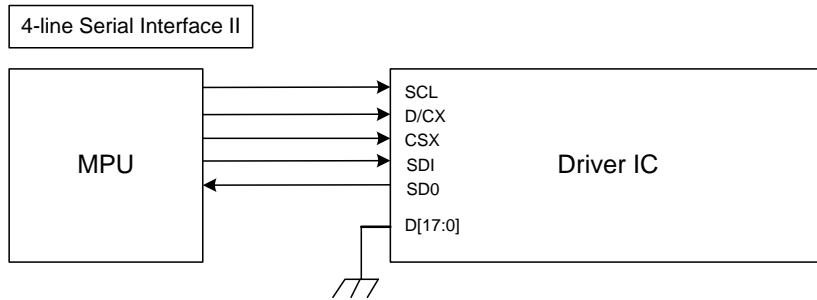 4-line Serial Interface II
MPU
SCL
D/CX
CSX
SDI
SD0
D[17:0]
Driver IC